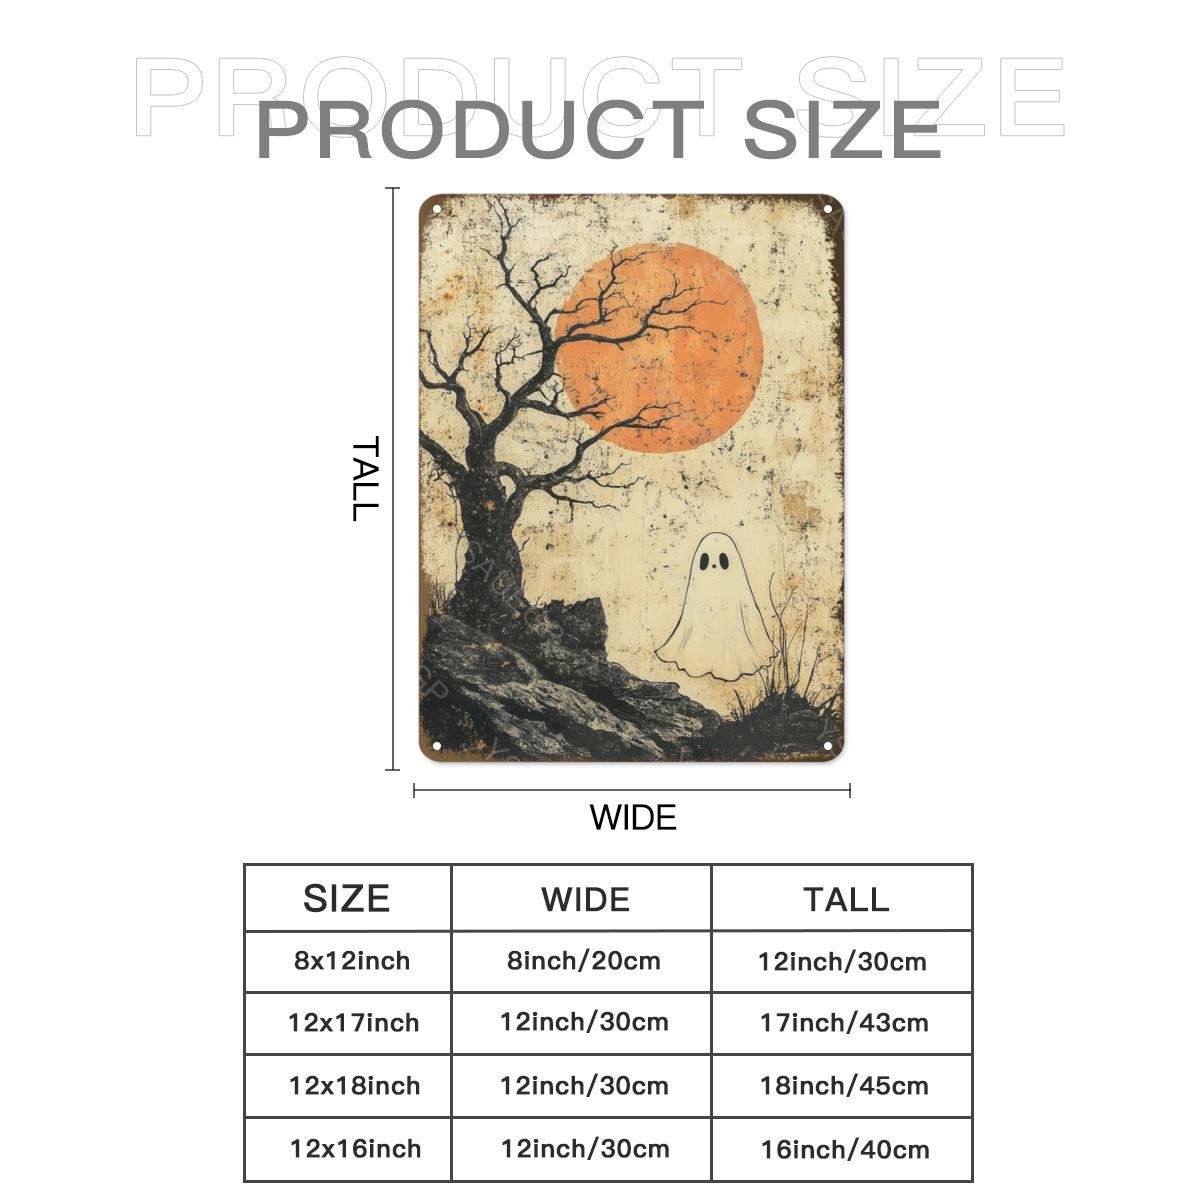 PRODUCT SIZE
PRODUCT SIZE
TALL
WIDE
SIZE WIDE TALL
8x12inch 8inch/20cm 12inch/30cm
12x17inch 12inch/30cm 17inch/43cm
12x18inch 12inch/30cm 18inch/45cm
12x16inch 12inch/30cm 16inch/40cm